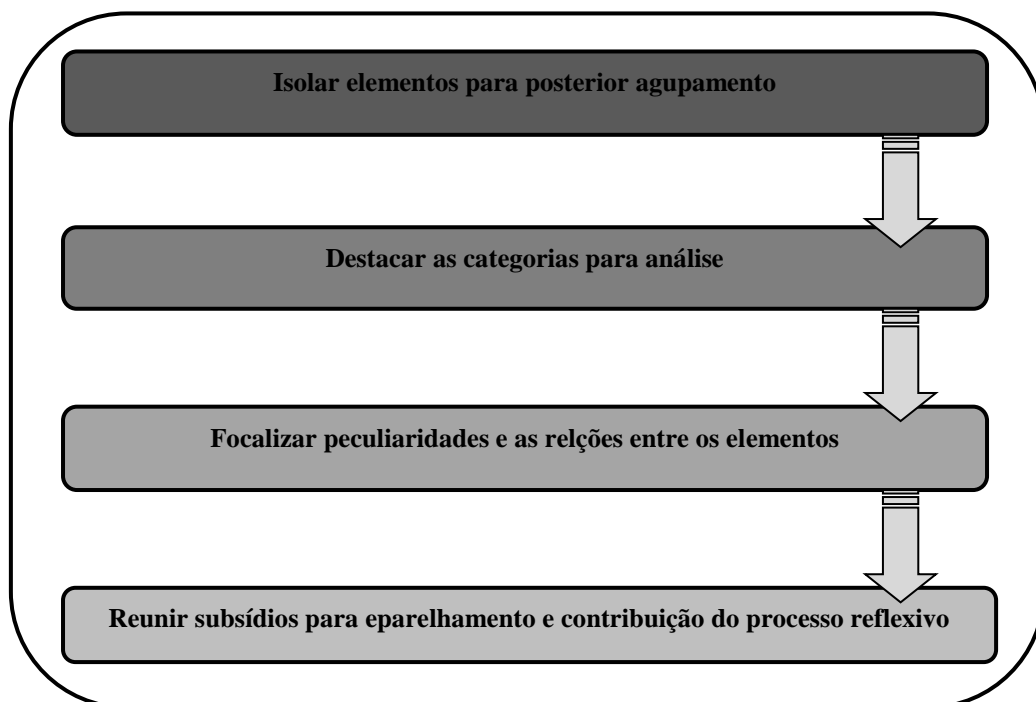 Isolar elementos para posterior agupamento
Destacar as categorias para análise
Focalizar peculiaridades e as relções entre os elementos
Reunir subsídios para eparelhamento e contribuição do processo reflexivo